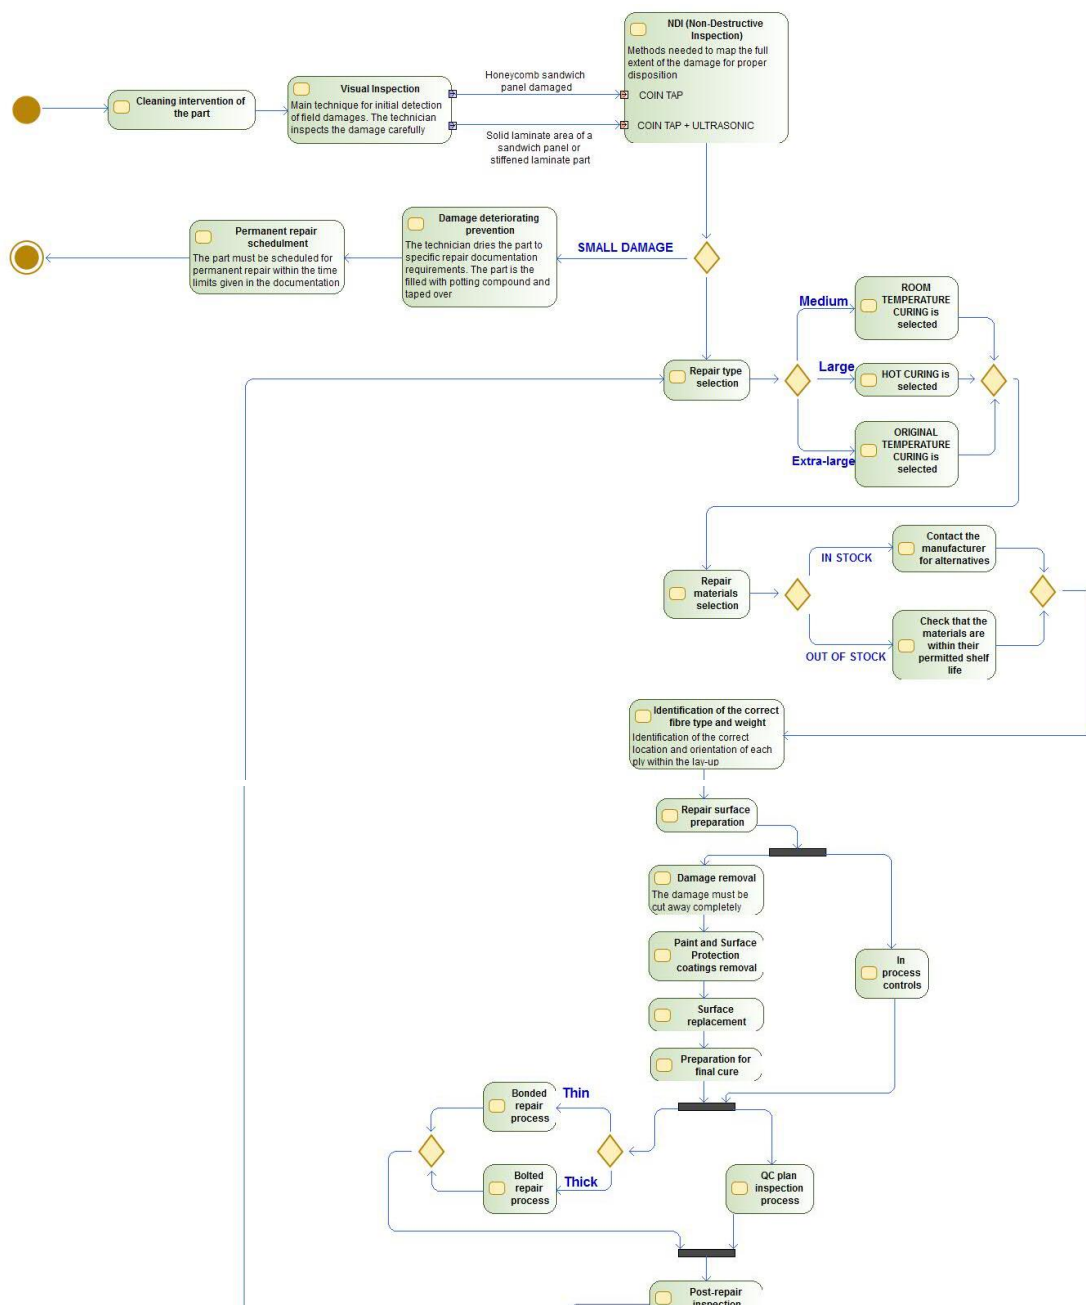 Cleaning intervention of
the part
Visual Inspection
Main technique for initial detection
of field damages. The technician
inspects the damage carefully
Honeycomb sandwich
panel damaged
Solid laminate area of a
sandwich panel or
stiffened laminate part
NDI (Non-Destructive
Inspection)
Methods needed to map the full
extent of the damage for proper
disposition
COIN TAP
COIN TAP + ULTRASONIC
Permanent repair
schedulment
The part must be scheduled for
permanent repair within the time
limits given in the documentation
Damage deteriorating
prevention
The technician dries the part to
specific repair documentation
requirements. The part is the
filled with potting compound and
taped over
SMALL DAMAGE
Repair type
selection
Medium
Large
Extra-large
ROOM
TEMPERATURE
CURING is
selected
HOT CURING is
selected
ORIGINAL
TEMPERATURE
CURING is
selected
Repair
materials
selection
IN STOCK
OUT OF STOCK
Contact the
manufacturer
for alternatives
Check that the
materials are
within their
permitted shelf
life
Identification of the correct
fibre type and weight
Identification of the correct
location and orientation of each
ply within the lay-up
Repair surface
preparation
Damage removal
The damage must be
cut away completely
Paint and Surface
Protection
coatings removal
In
process
controls
Surface
replacement
Preparation for
final cure
Bonded
repair
process
Thin
Bolted
repair
process
Thick
QC plan
inspection
process
Post-repair
inspection